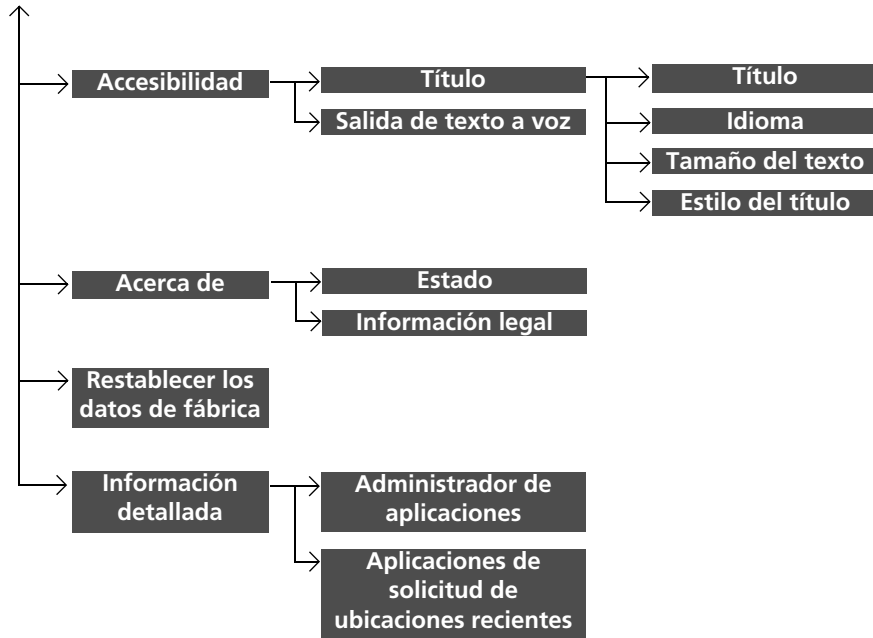 Accesibilidad
Título
Título
Salida de texto a voz
Idioma
Tamaño del texto
Estilo del título
Acerca de
Estado
Información legal
Restablecer los
datos de fábrica
Información
detallada
Administrador de
aplicaciones
Aplicaciones de
solicitud de
ubicaciones recientes